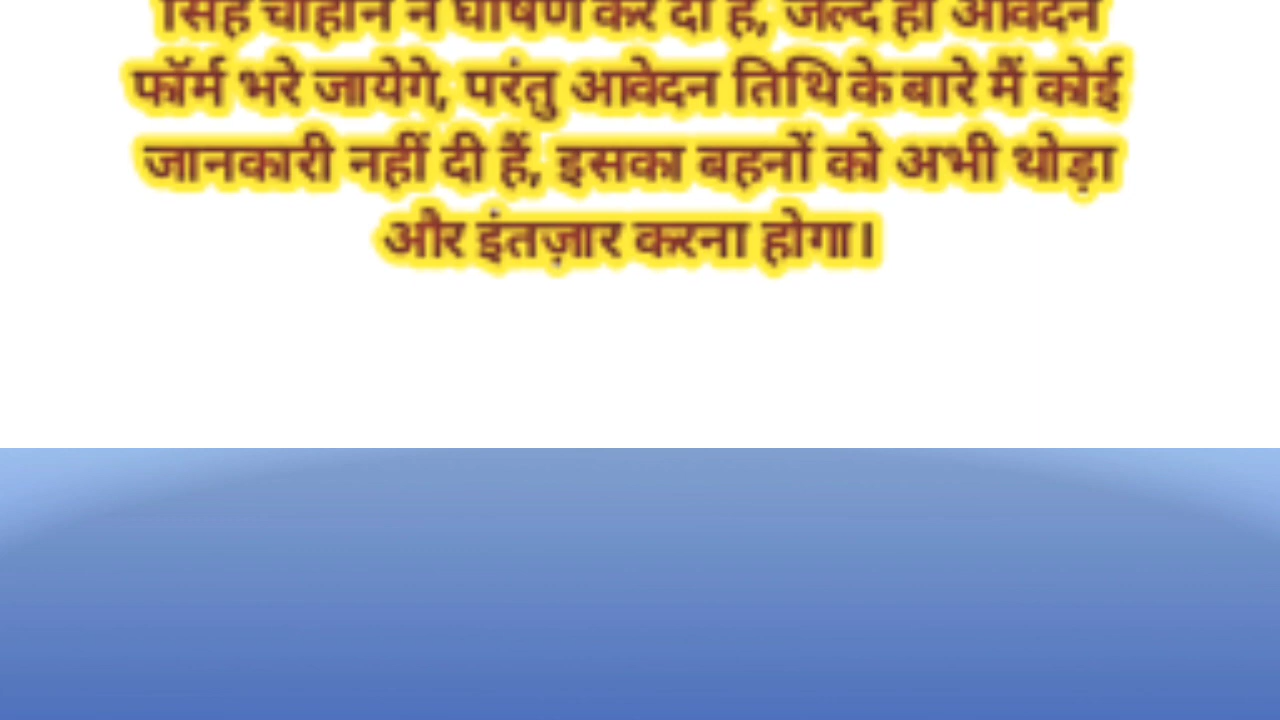 सिंह चौहान ने घोषण कर दी है, जल्द ही आवेदन
फॉर्म भरे जायेगे, परंतु आवेदन तिथि के बारे मैं कोई
जानकारी नहीं दी हैं, इसका बहनों को अभी थोड़ा
और इंतज़ार करना होगा।